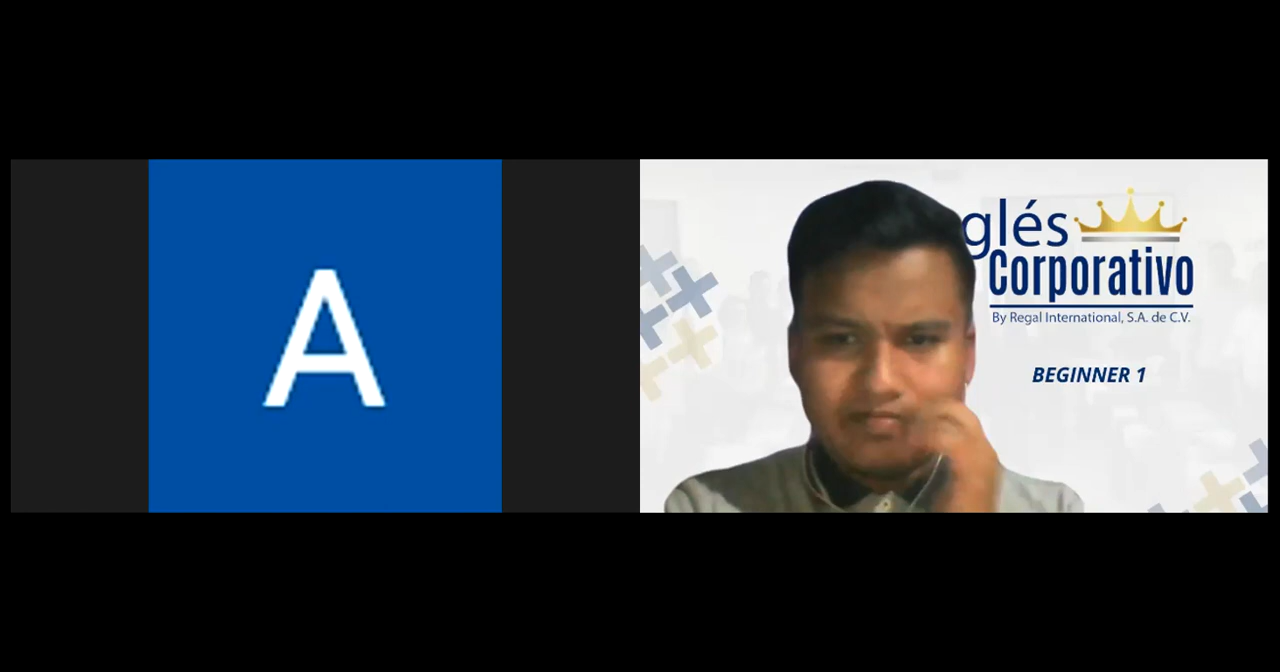 A
glés
Corporativo
By Regal International, S.A. de C.V.
BEGINNER 1